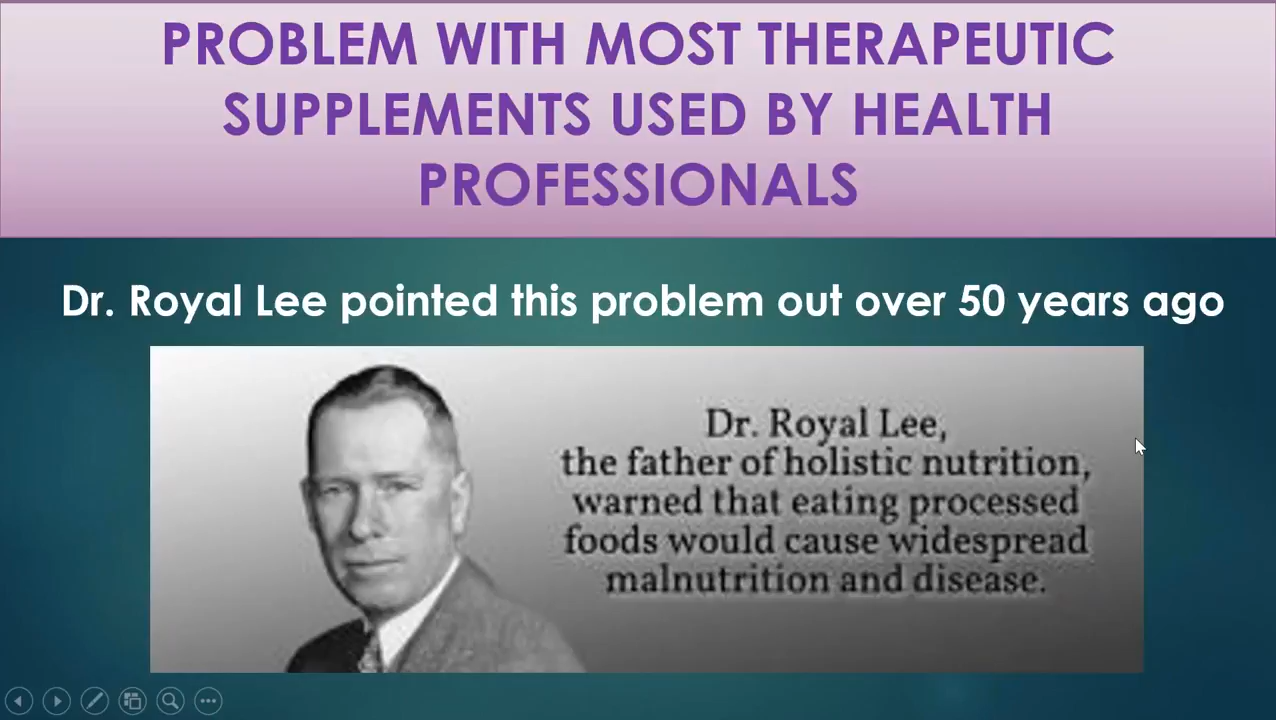 PROBLEM WITH MOST THERAPEUTIC
SUPPLEMENTS USED BY HEALTH
PROFESSIONALS
Dr. Royal Lee pointed this problem out over 50 years ago
Dr. Royal Lee,
the father of holistic nutrition,
warned that eating processed
foods would cause widespread
malnutrition and disease.